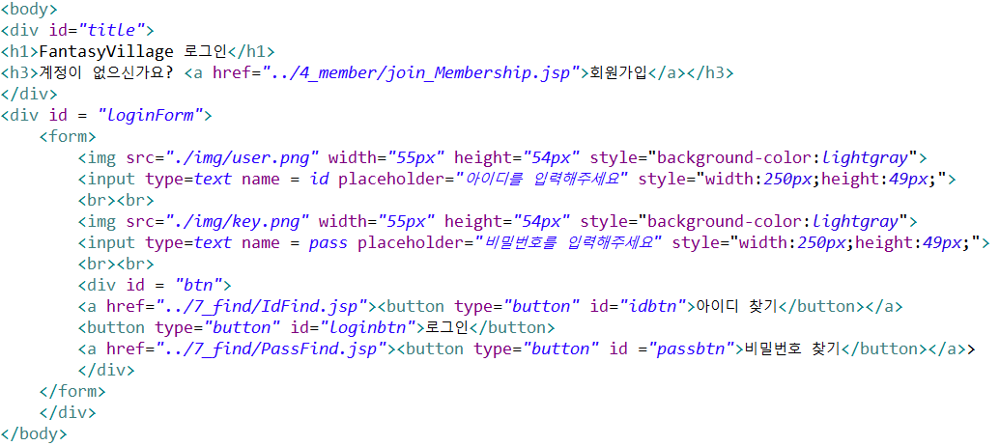 <body>
<div id="title">
<h1>FantasyVillage 로그인</h1>
<h3>계정이 없으신가요? <a href="../4_member/join_Membership.jsp">회원가입</a></h3>
</div>
<div id = "loginForm">
    <form>
        <img src="./img/user.png" width="55px" height="54px" style="background-color:lightgray">
        <input type=text name = id placeholder="아이디를 입력해주세요" style="width:250px;height:49px;">
        <br><br>
        <img src="./img/key.png" width="55px" height="54px" style="background-color:lightgray">
        <input type=text name = pass placeholder="비밀번호를 입력해주세요" style="width:250px;height:49px;">
        <br><br>
        <div id = "btn">
        <a href="../7_find/IdFind.jsp"><button type="button" id="idbtn">아이디 찾기</button></a>
        <button type="button" id="loginbtn">로그인</button>
        <a href="../7_find/PassFind.jsp"><button type="button" id ="passbtn">비밀번호 찾기</button></a>>
        </div>
    </form>
    </div>
</body>